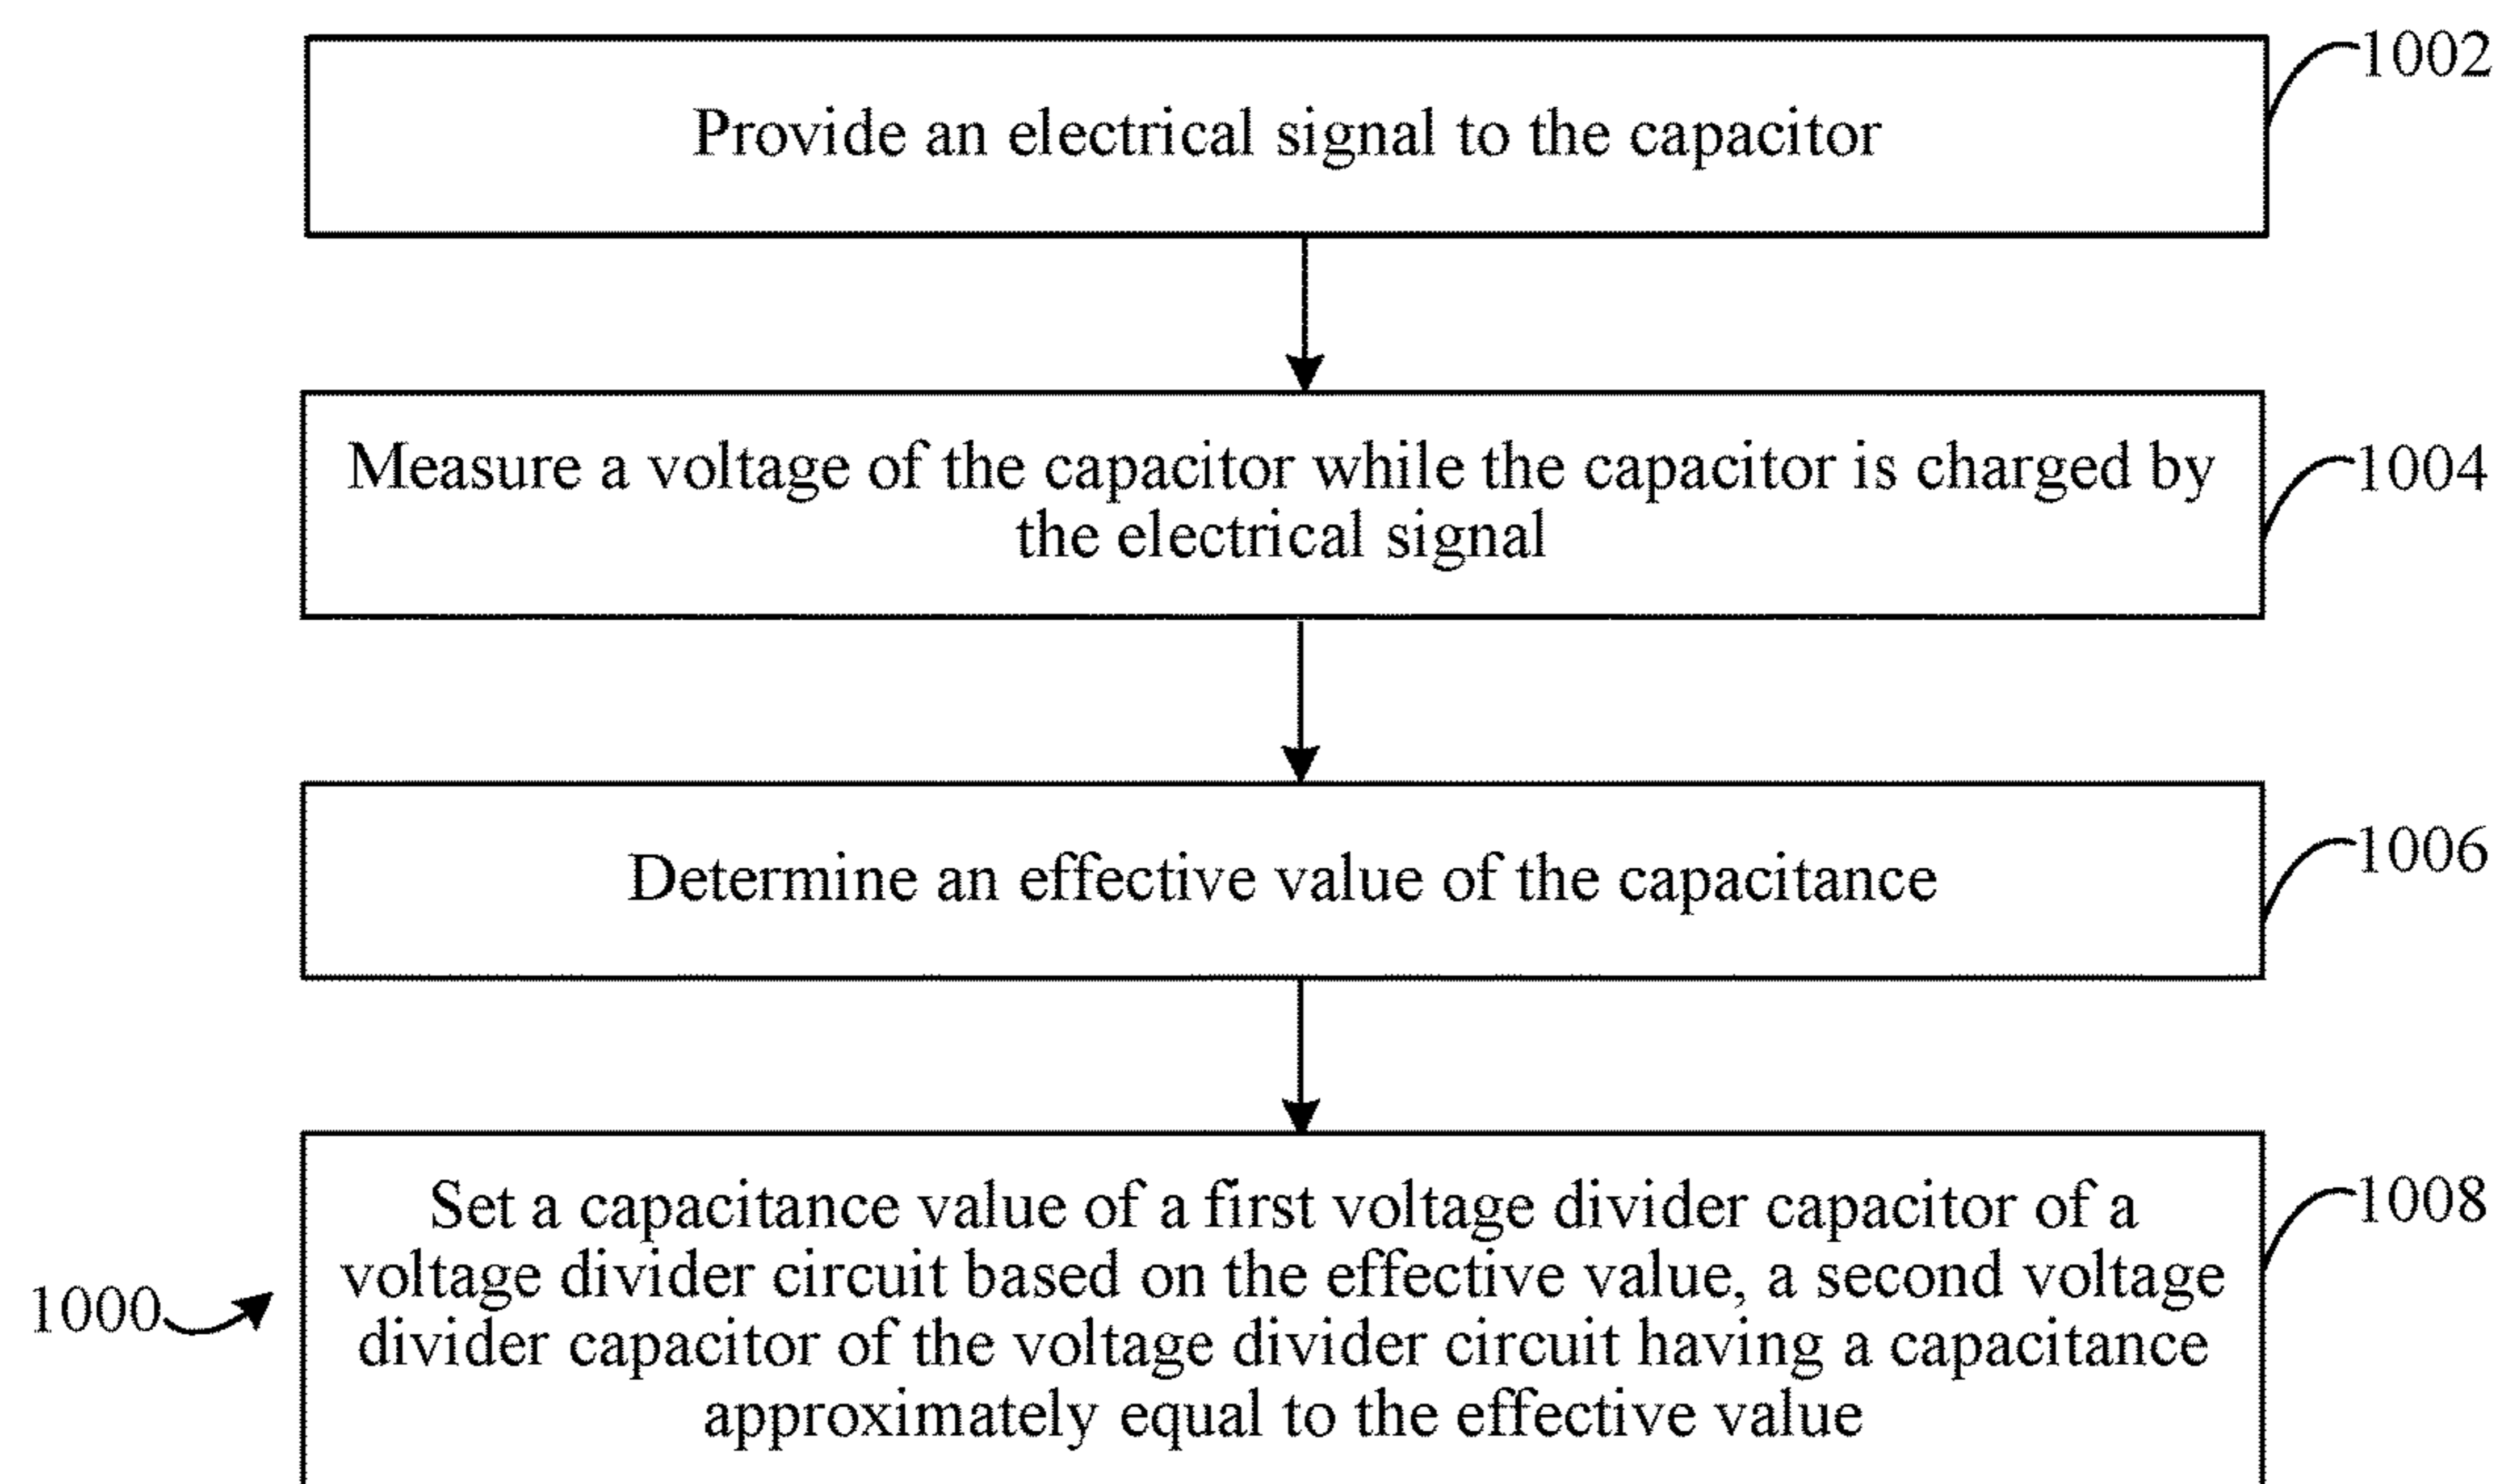 1002
Provide an electrical signal to the capacitor
Measure a voltage of the capacitor while the capacitor is charged by
the electrical signal
1004
Determine an effective value of the capacitance
1006
Set a capacitance value of a first voltage divider capacitor of a
voltage divider circuit based on the effective value, a second voltage
divider capacitor of the voltage divider circuit having a capacitance
approximately equal to the effective value
1008
1000